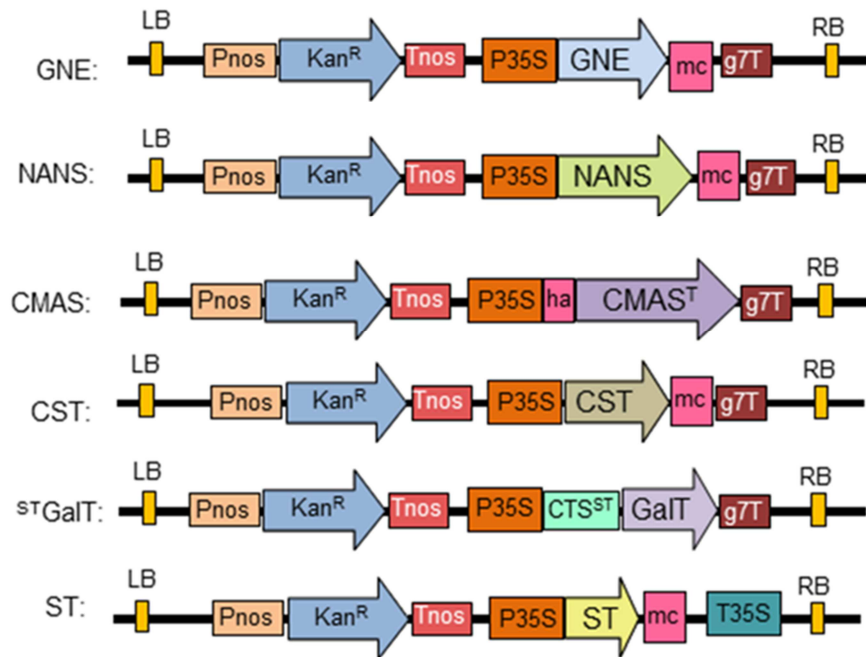 LB RB
GNE: Pnos Kanᴿ Tnos P35S GNE mc g7T
LB RB
NANS: Pnos Kanᴿ Tnos P35S NANS mc g7T
LB RB
CMAS: Pnos Kanᴿ Tnos P35S ha CMASᵀ g7T
LB RB
CST: Pnos Kanᴿ Tnos P35S CST mc g7T
LB RB
ˢᵀGalT: Pnos Kanᴿ Tnos P35S CTSˢᵀ GalT g7T
LB RB
ST: Pnos Kanᴿ Tnos P35S ST mc T35S